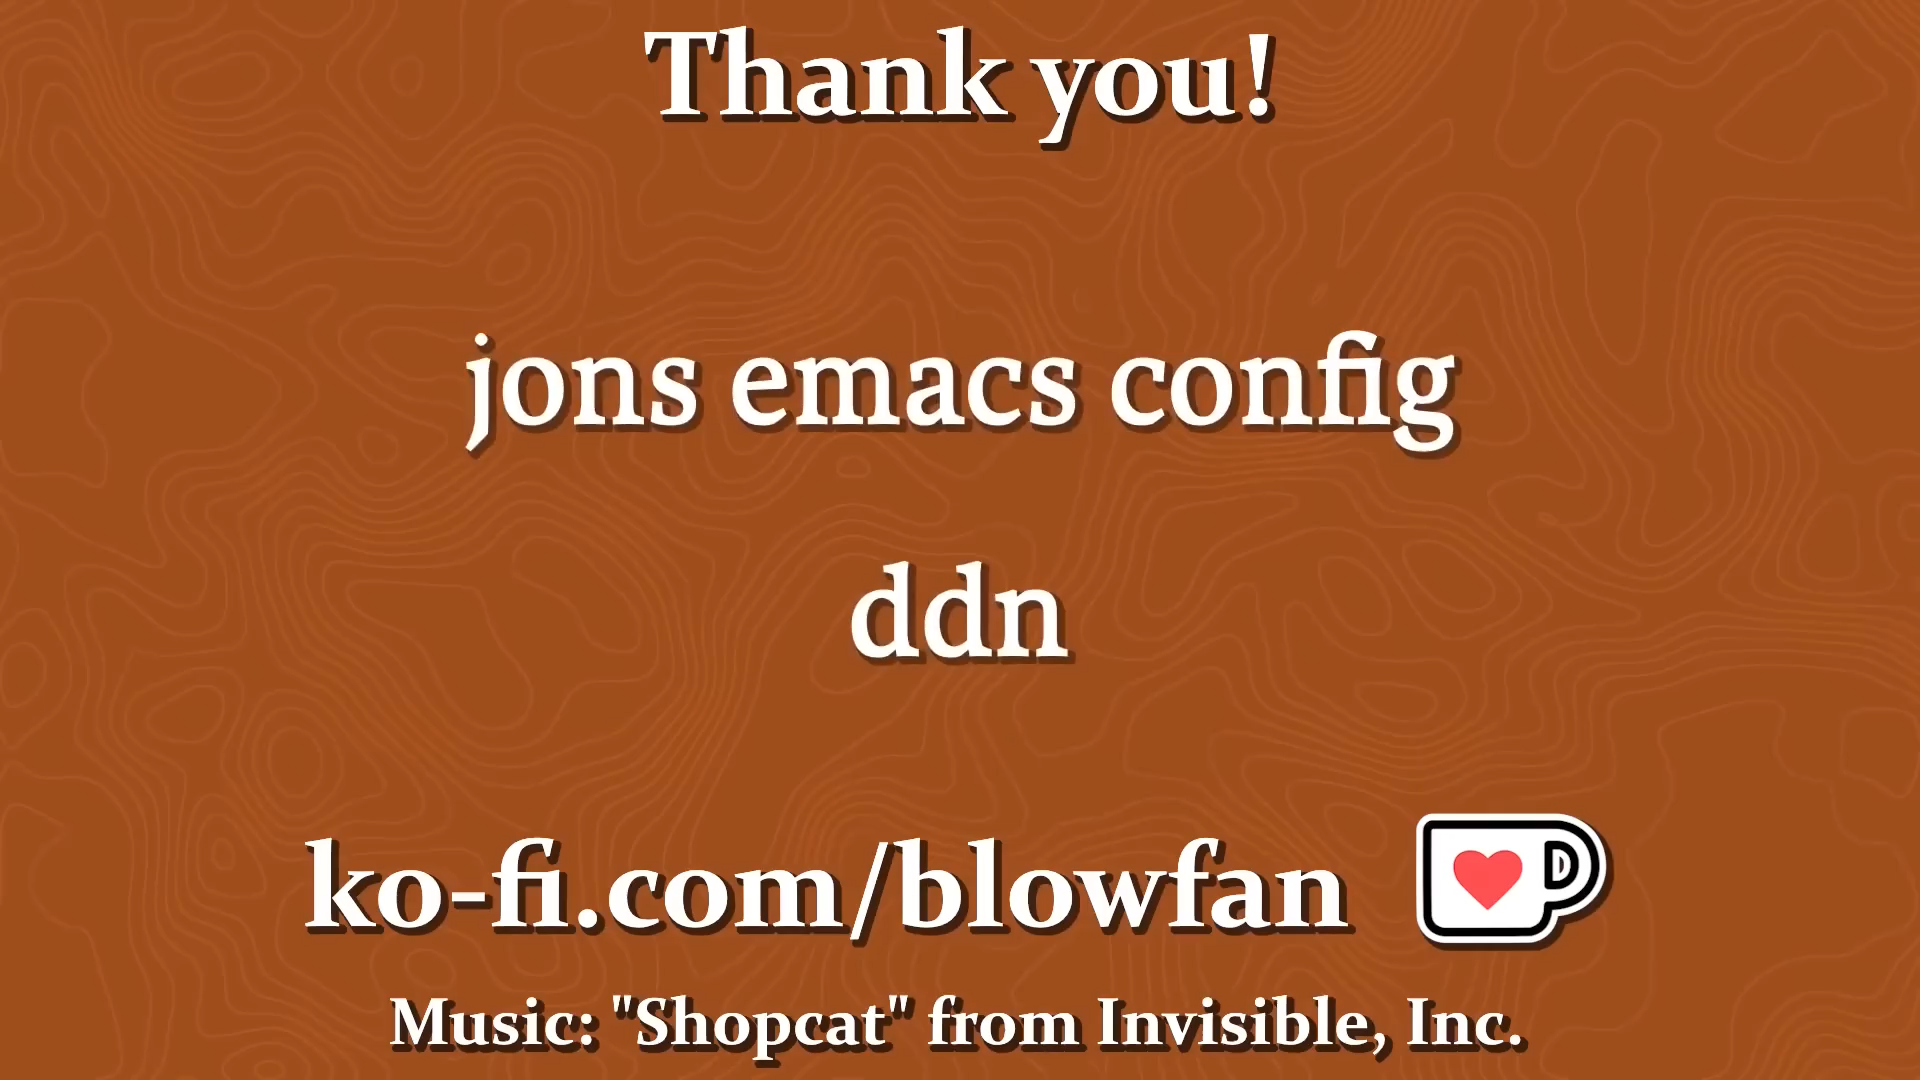 Thank you!
jons emacs config
ddn
ko-fi.com/blowfan
Music: "Shopcat" from Invisible, Inc.